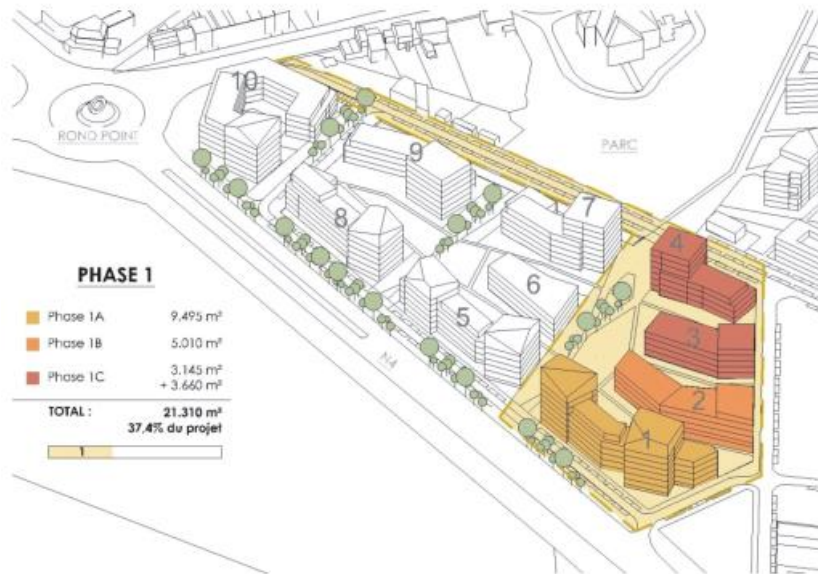 10
ROND POINT
9
PARC
8
7
4
6
5
3
2
1
N4
PHASE 1
Phase 1A 9.495 m²
Phase 1B 5.010 m²
Phase 1C 3.145 m²
+ 3.660 m²
TOTAL : 21.310 m²
37,4% du projet
1